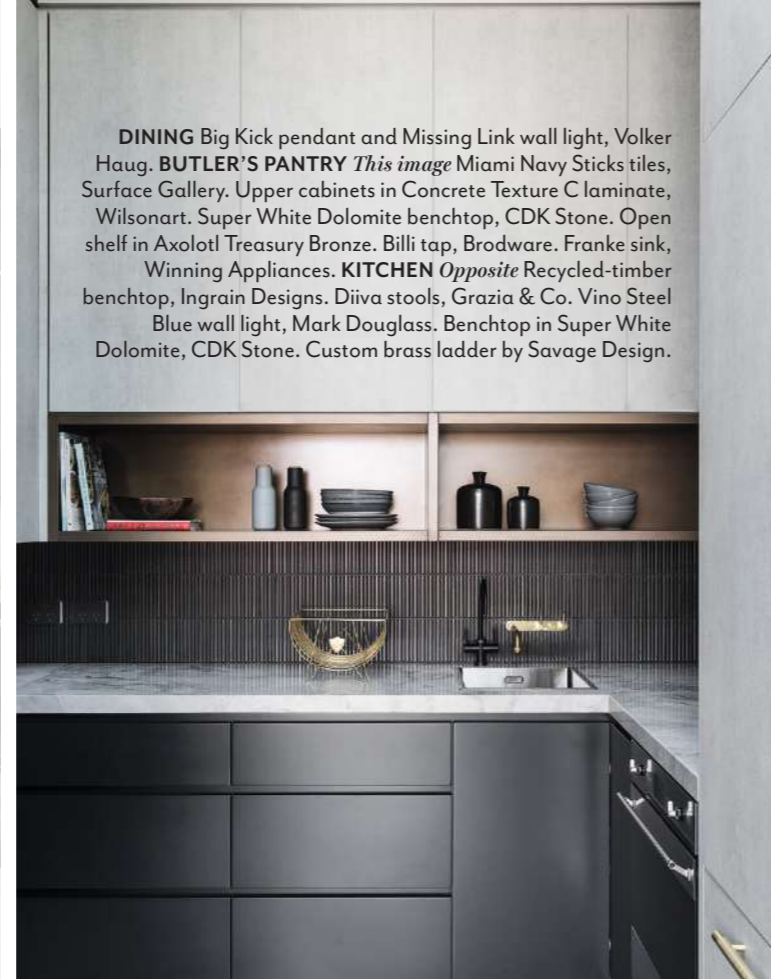 DINING Big Kick pendant and Missing Link wall light, Volker
Haug. BUTLER'S PANTRY This image Miami Navy Sticks tiles,
Surface Gallery. Upper cabinets in Concrete Texture C laminate,
Wilsonart. Super White Dolomite benchtop, CDK Stone. Open
shelf in Axolotl Treasury Bronze. Billi tap, Brodware. Franke sink,
Winning Appliances. KITCHEN Opposite Recycled-timber
benchtop, Ingrain Designs. Diiva stools, Grazia & Co. Vino Steel
Blue wall light, Mark Douglass. Benchtop in Super White
Dolomite, CDK Stone. Custom brass ladder by Savage Design.